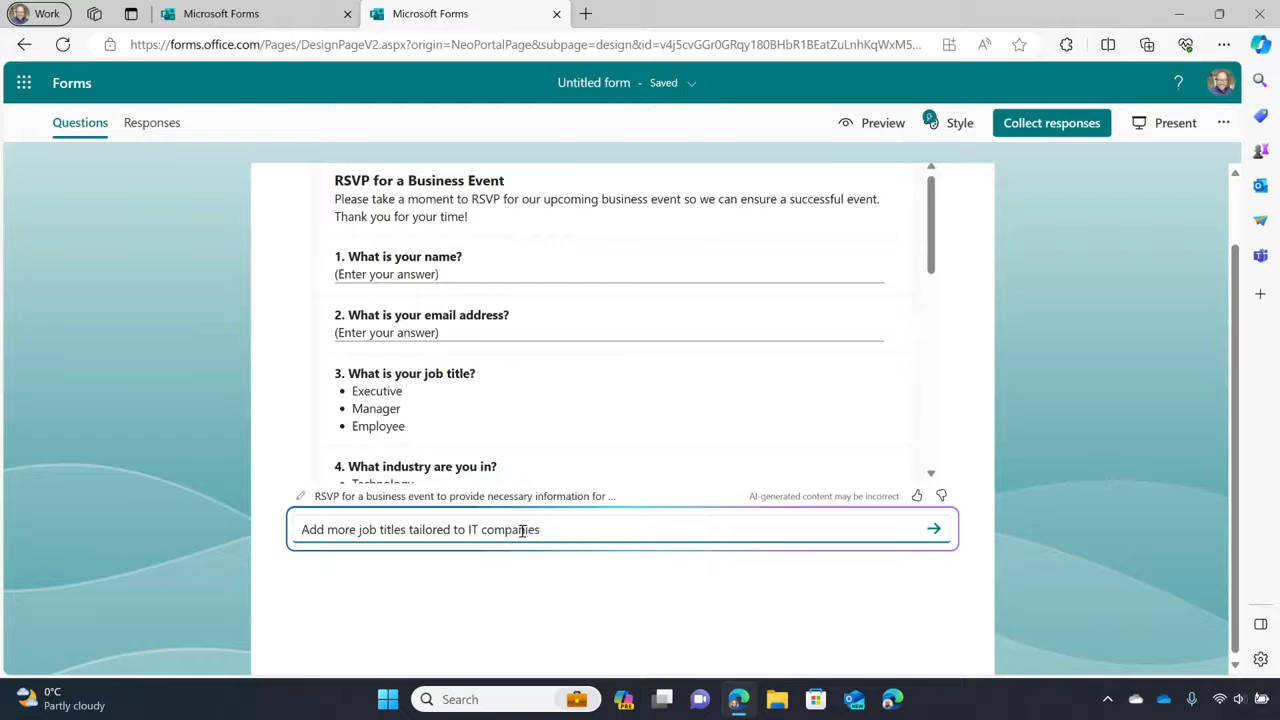 Work
Microsoft Forms
Microsoft Forms
https://forms.office.com/Pages/DesignPageV2.aspx?origin=NeoPortalPage&subpage=design&id=v4j5cvGGr0GRqy180BHbR1BEatZuLnhKqWxM5...
Forms
Untitled form - Saved
Questions
Responses
Preview
Style
Collect responses
Present
RSVP for a Business Event
Please take a moment to RSVP for our upcoming business event so we can ensure a successful event.
Thank you for your time!
1. What is your name?
(Enter your answer)
2. What is your email address?
(Enter your answer)
3. What is your job title?
• Executive
• Manager
• Employee
4. What industry are you in?
• Technology
RSVP for a business event to provide necessary information for ...
AI-generated content may be incorrect
Add more job titles tailored to IT companies
0°C
Partly cloudy
Search